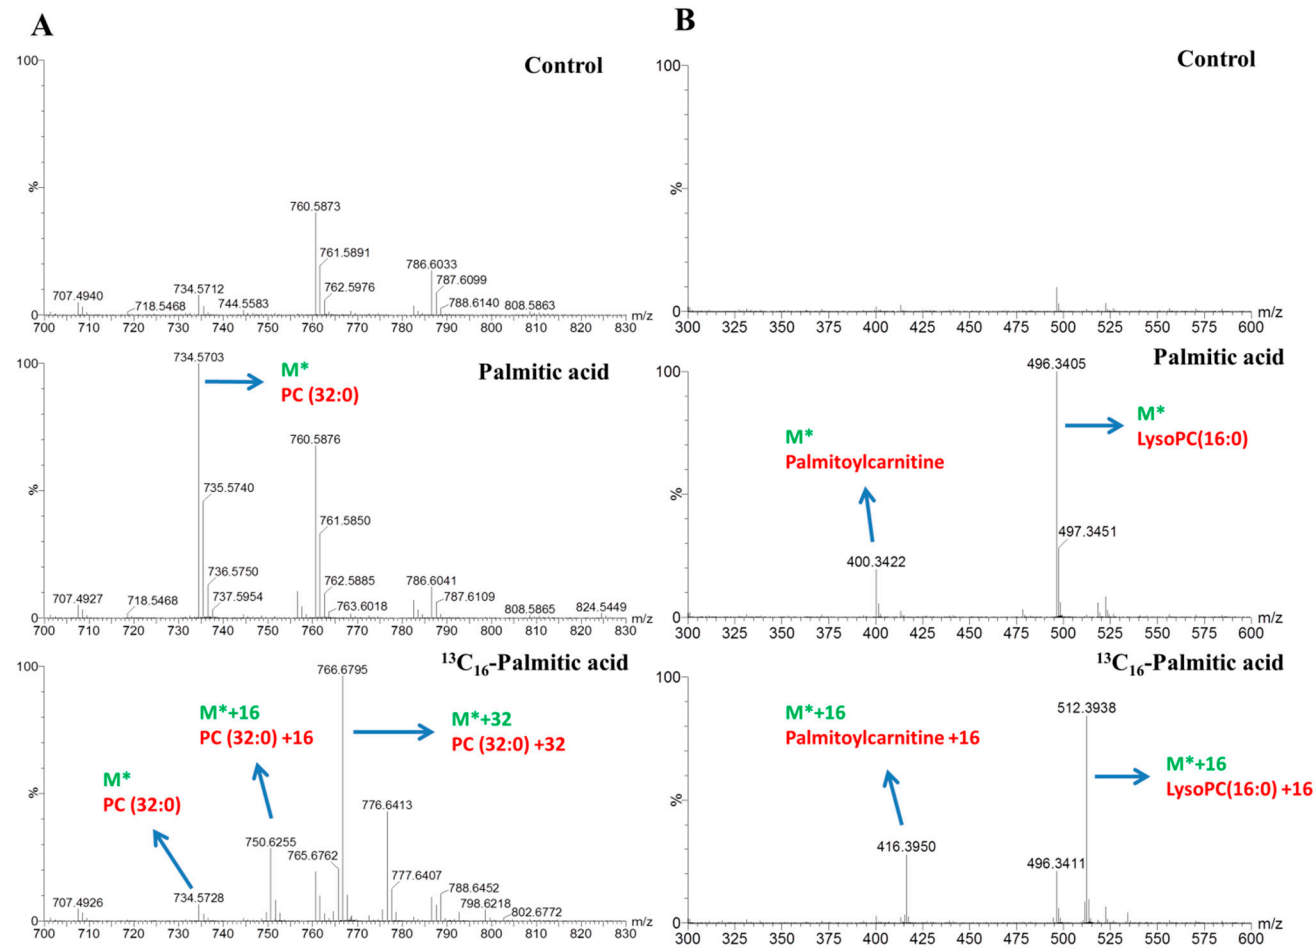 A
Control
100
%
0
760.5873
761.5891
762.5976
734.5712
707.4940
718.5468
744.5583
786.6033
787.6099
788.6140
808.5863
700 710 720 730 740 750 760 770 780 790 800 810 820 830 m/z
Palmitic acid
100
%
0
734.5703
M*
PC (32:0)
760.5876
735.5740
761.5850
736.5750
737.5954
762.5885
763.6018
707.4927
718.5468
786.6041
787.6109
808.5865
824.5449
700 710 720 730 740 750 760 770 780 790 800 810 820 830 m/z
¹³C₁₆-Palmitic acid
100
%
0
766.6795
M*+16
PC (32:0) +16
M*+32
PC (32:0) +32
M*
PC (32:0)
776.6413
750.6255
765.6762
777.6407
788.6452
798.6218
802.6772
707.4926
734.5728
700 710 720 730 740 750 760 770 780 790 800 810 820 830 m/z
B
Control
100
%
0
300 325 350 375 400 425 450 475 500 525 550 575 600 m/z
Palmitic acid
100
%
0
496.3405
M*
LysoPC(16:0)
M*
Palmitoylcarnitine
497.3451
400.3422
300 325 350 375 400 425 450 475 500 525 550 575 600 m/z
¹³C₁₆-Palmitic acid
100
%
0
512.3938
M*+16
Palmitoylcarnitine +16
M*+16
LysoPC(16:0) +16
416.3950
496.3411
300 325 350 375 400 425 450 475 500 525 550 575 600 m/z